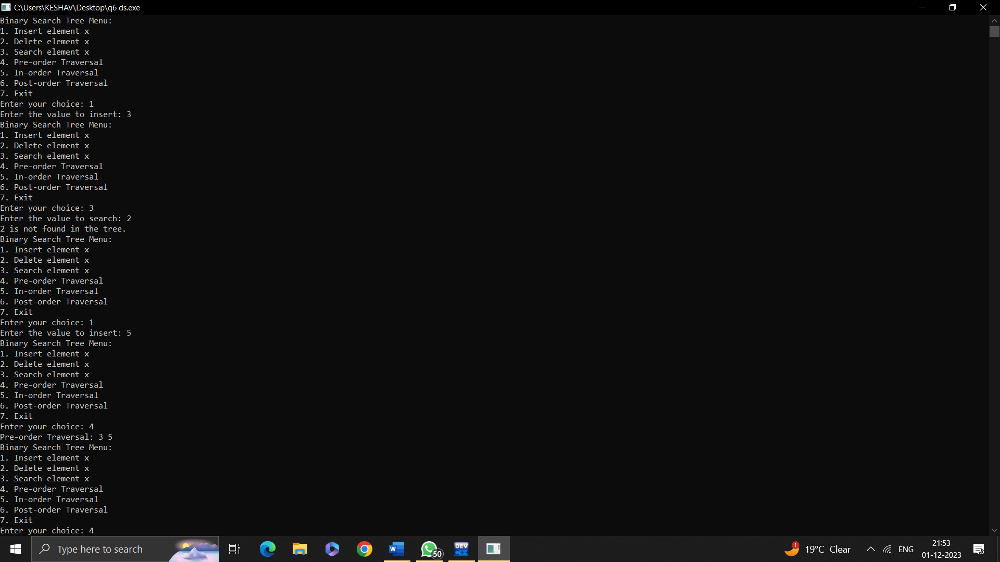 C:\Users\KESHAV\Desktop\q6 ds.exe
Binary Search Tree Menu:
1. Insert element x
2. Delete element x
3. Search element x
4. Pre-order Traversal
5. In-order Traversal
6. Post-order Traversal
7. Exit
Enter your choice: 1
Enter the value to insert: 3
Binary Search Tree Menu:
1. Insert element x
2. Delete element x
3. Search element x
4. Pre-order Traversal
5. In-order Traversal
6. Post-order Traversal
7. Exit
Enter your choice: 3
Enter the value to search: 2
2 is not found in the tree.
Binary Search Tree Menu:
1. Insert element x
2. Delete element x
3. Search element x
4. Pre-order Traversal
5. In-order Traversal
6. Post-order Traversal
7. Exit
Enter your choice: 1
Enter the value to insert: 5
Binary Search Tree Menu:
1. Insert element x
2. Delete element x
3. Search element x
4. Pre-order Traversal
5. In-order Traversal
6. Post-order Traversal
7. Exit
Enter your choice: 4
Pre-order Traversal: 3 5
Binary Search Tree Menu:
1. Insert element x
2. Delete element x
3. Search element x
4. Pre-order Traversal
5. In-order Traversal
6. Post-order Traversal
7. Exit
Enter your choice: 4
Type here to search
W
50
DEV
C++
1
19°C Clear
ENG
21:53
01-12-2023